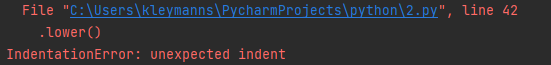 File "C:\Users\kleymanns\PycharmProjects\python\2.py", line 42
.lower()
IndentationError: unexpected indent